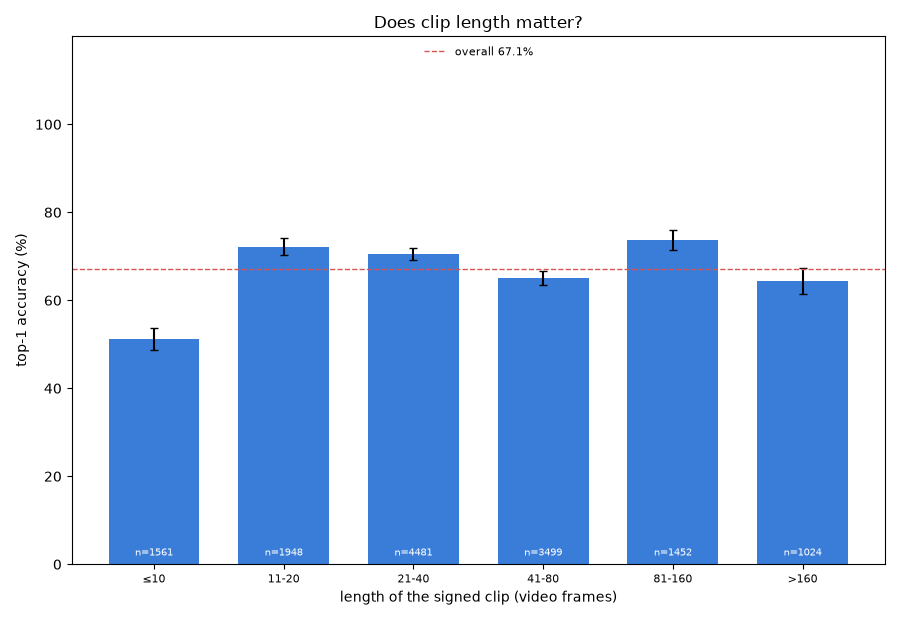 Does clip length matter?
overall 67.1%
top-1 accuracy (%)
100
80
60
40
20
0
n=1561
n=1948
n=4481
n=3499
n=1452
n=1024
≤10
11-20
21-40
41-80
81-160
>160
length of the signed clip (video frames)